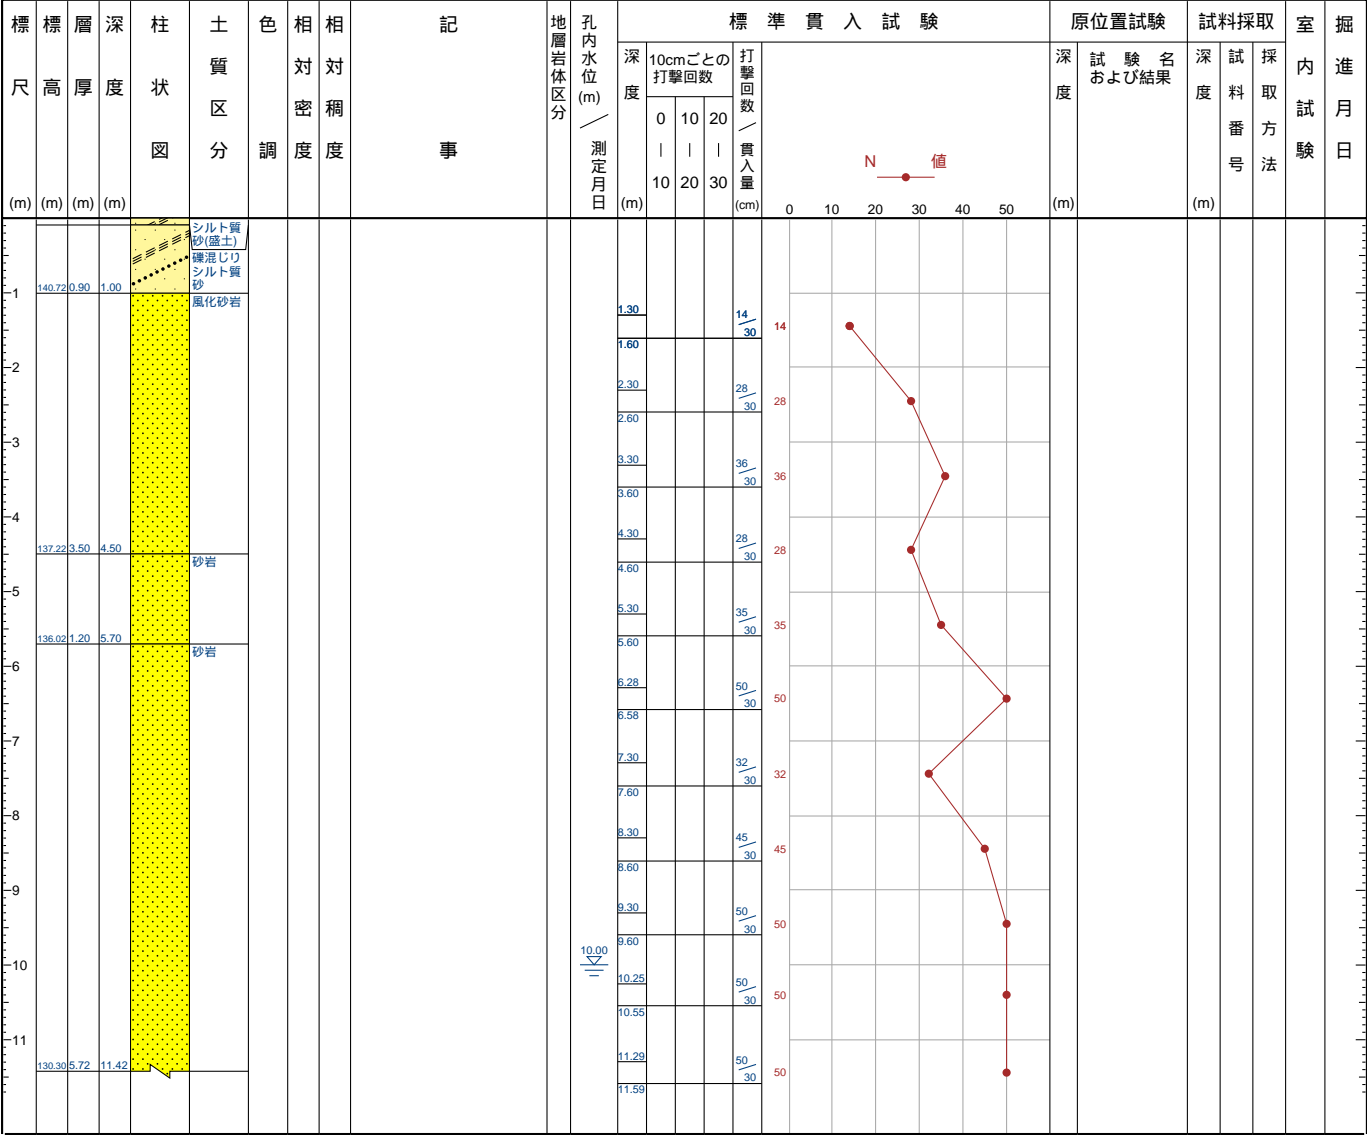 標尺 (m)
標高 (m)
層厚 (m)
深度 (m)
柱状図
土質区分
色調
相対密度
相対稠度
記事
地層岩体区分
孔内水位(m)／測定月日
標準貫入試験
深度 (m)
10cmごとの
打撃回数
0 10 20
| | |
10 20 30
打撃回数／貫入量 (cm)
N 値
0 10 20 30 40 50
原位置試験
深度 (m)
試験名
および結果
試料採取
深度 (m)
試料番号
採取方法
室内試験
掘進月日
シルト質
砂(盛土)
礫混じり
シルト質
砂
1
140.72 0.90 1.00
風化砂岩
1.30 14/30 14
1.60
2
2.30 28/30 28
2.60
3
3.30 36/30 36
3.60
4
4.30 28/30 28
137.22 3.50 4.50
砂岩
4.60
5
5.30 35/30 35
5.60
136.02 1.20 5.70
砂岩
6
6.28 50/30 50
6.58
7
7.30 32/30 32
7.60
8
8.30 45/30 45
8.60
9
9.30 50/30 50
9.60
10.00
10
10.25 50/30 50
10.55
11
11.29 50/30 50
130.30 5.72 11.42
11.59